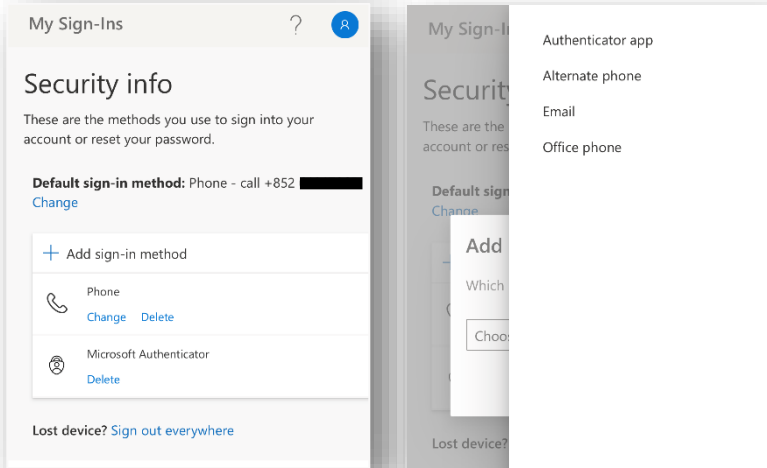 My Sign-Ins ?
Security info
These are the methods you use to sign into your
account or reset your password.
Default sign-in method: Phone - call +852
Change
+ Add sign-in method
Phone
Change Delete
Microsoft Authenticator
Delete
Lost device? Sign out everywhere
My Sign-I
Securit
These are the
account or res
Default sign
Change
Add
Which
Choo
Lost device?
Authenticator app
Alternate phone
Email
Office phone